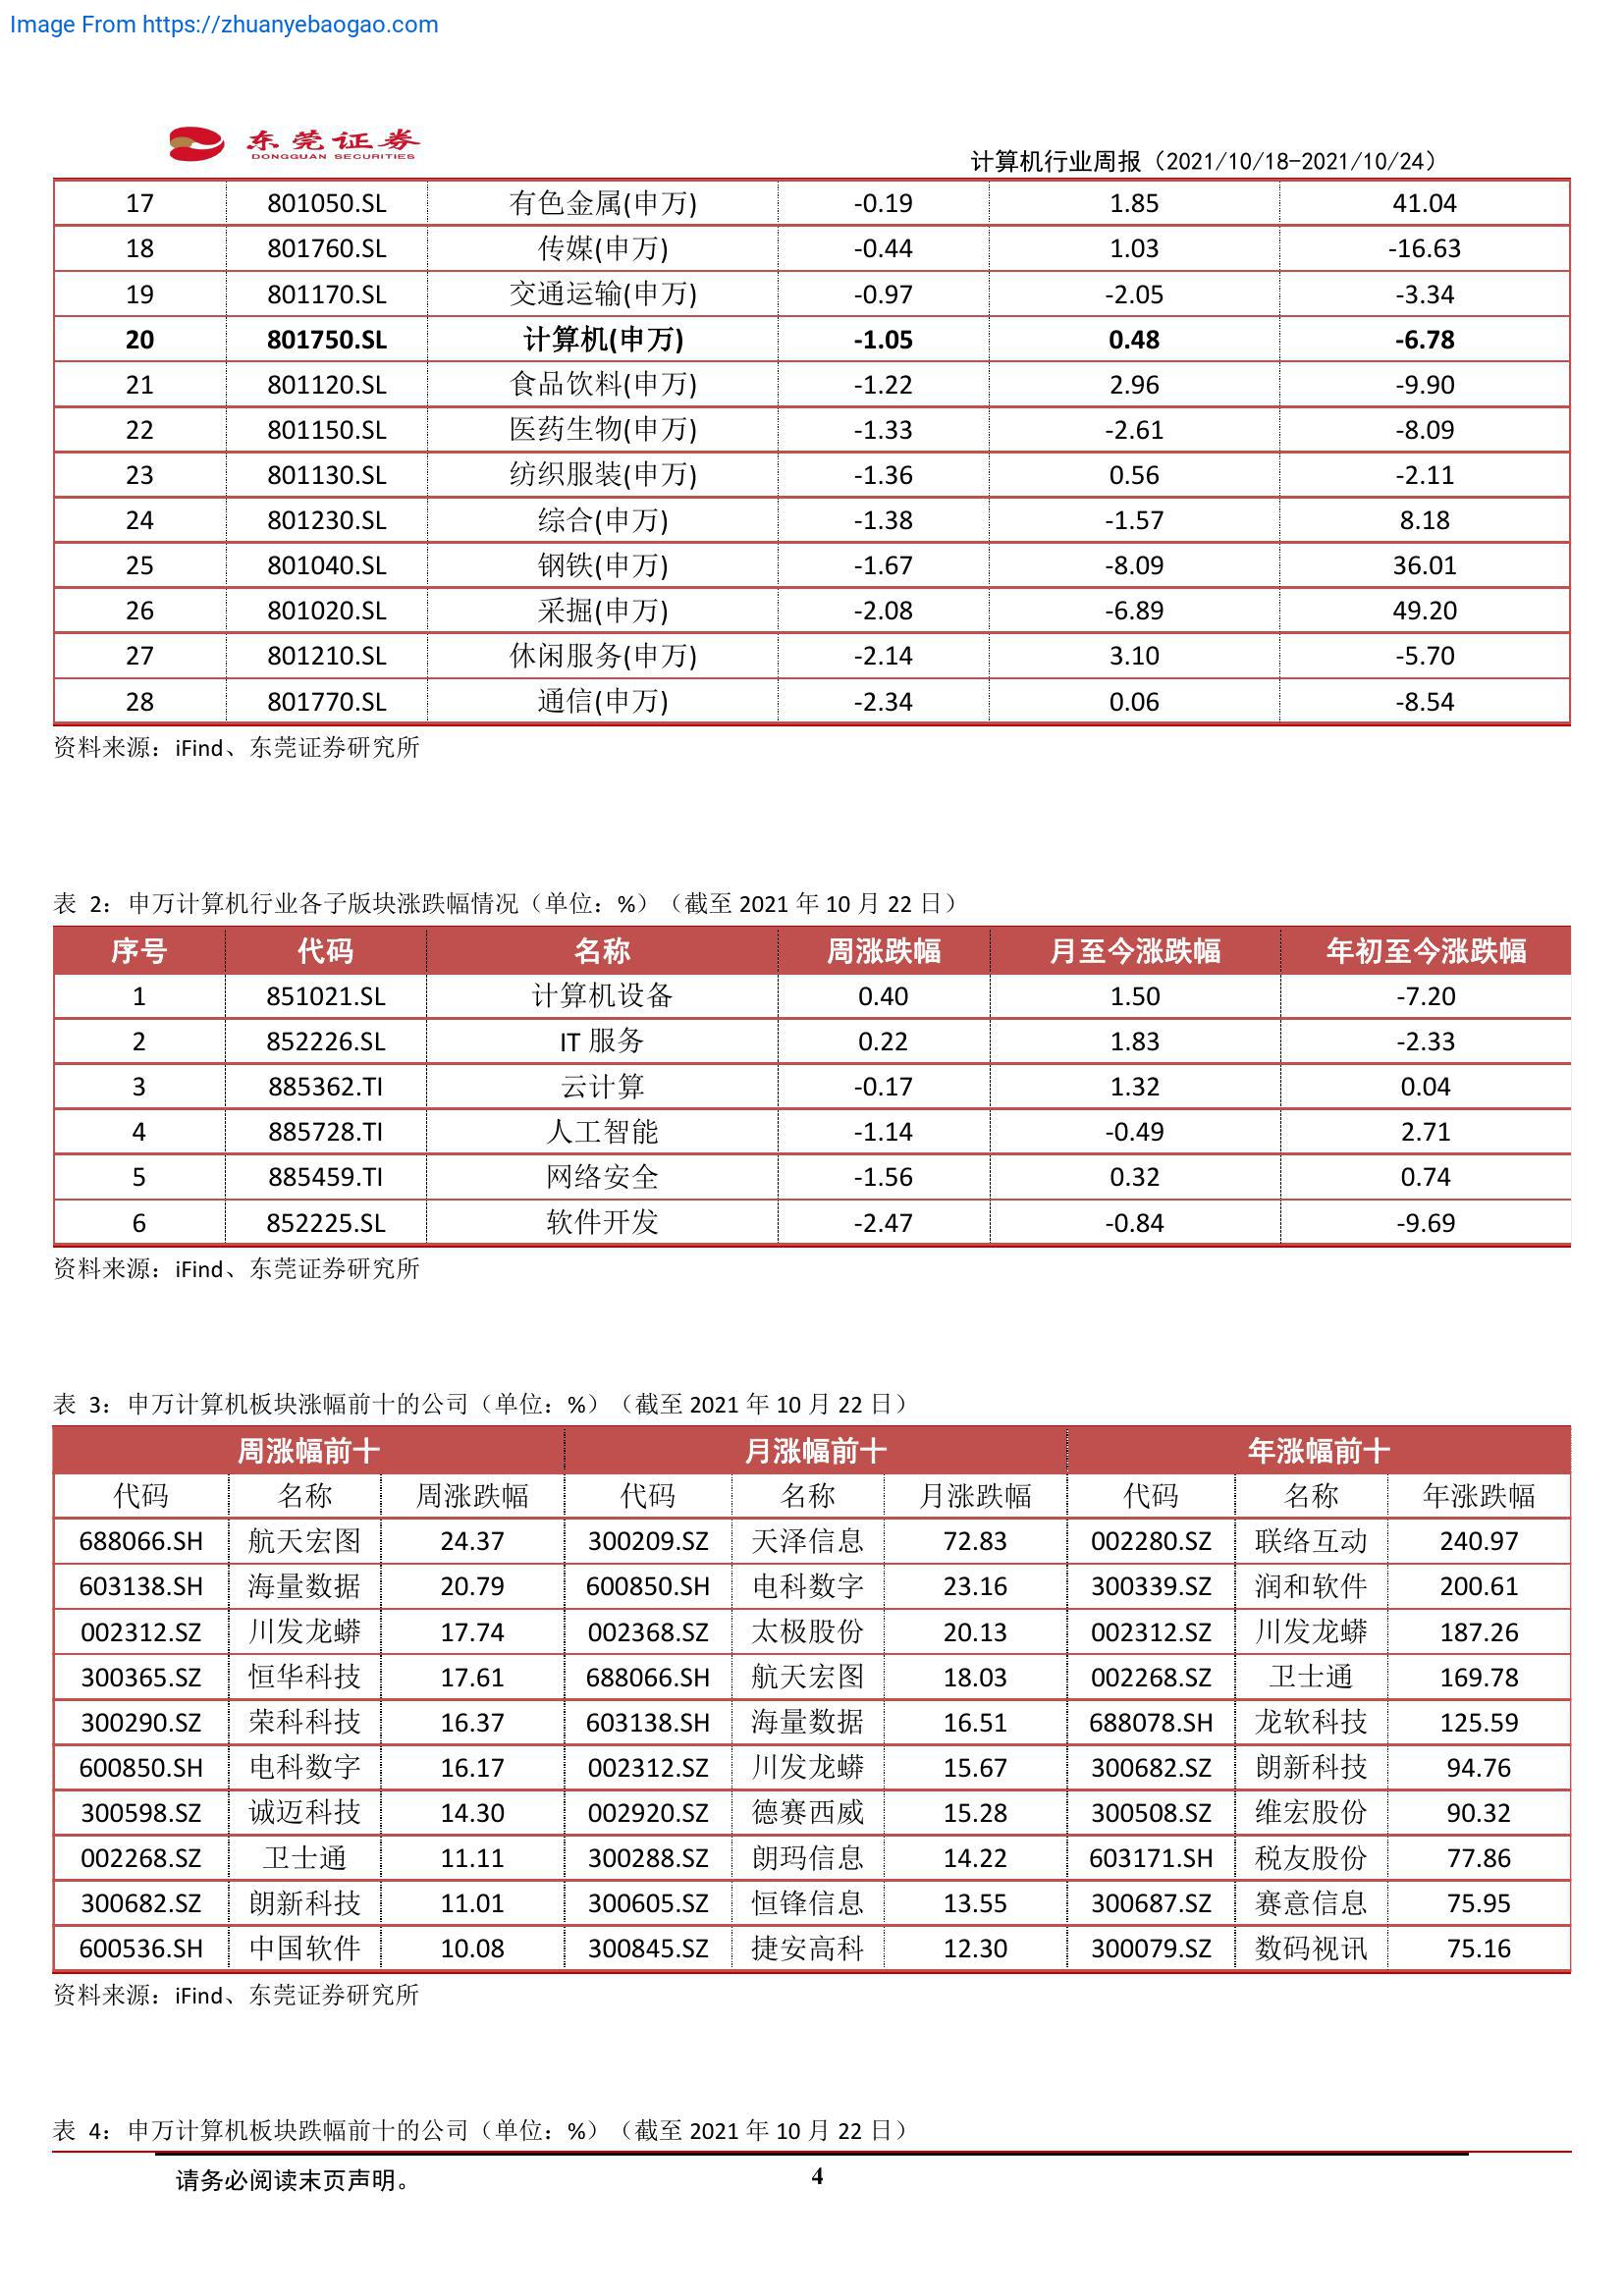 Image From https://zhuanyebaogao.com
东莞证券
DONGGUAN SECURITIES
计算机行业周报（2021/10/18-2021/10/24）
17 801050.SL 有色金属(申万) -0.19 1.85 41.04
18 801760.SL 传媒(申万) -0.44 1.03 -16.63
19 801170.SL 交通运输(申万) -0.97 -2.05 -3.34
20 801750.SL 计算机(申万) -1.05 0.48 -6.78
21 801120.SL 食品饮料(申万) -1.22 2.96 -9.90
22 801150.SL 医药生物(申万) -1.33 -2.61 -8.09
23 801130.SL 纺织服装(申万) -1.36 0.56 -2.11
24 801230.SL 综合(申万) -1.38 -1.57 8.18
25 801040.SL 钢铁(申万) -1.67 -8.09 36.01
26 801020.SL 采掘(申万) -2.08 -6.89 49.20
27 801210.SL 休闲服务(申万) -2.14 3.10 -5.70
28 801770.SL 通信(申万) -2.34 0.06 -8.54
资料来源：iFind、东莞证券研究所
表 2：申万计算机行业各子版块涨跌幅情况（单位：%）（截至 2021 年 10 月 22 日）
序号 代码 名称 周涨跌幅 月至今涨跌幅 年初至今涨跌幅
1 851021.SL 计算机设备 0.40 1.50 -7.20
2 852226.SL IT 服务 0.22 1.83 -2.33
3 885362.TI 云计算 -0.17 1.32 0.04
4 885728.TI 人工智能 -1.14 -0.49 2.71
5 885459.TI 网络安全 -1.56 0.32 0.74
6 852225.SL 软件开发 -2.47 -0.84 -9.69
资料来源：iFind、东莞证券研究所
表 3：申万计算机板块涨幅前十的公司（单位：%）（截至 2021 年 10 月 22 日）
周涨幅前十 月涨幅前十 年涨幅前十
代码 名称 周涨跌幅 代码 名称 月涨跌幅 代码 名称 年涨跌幅
688066.SH 航天宏图 24.37 300209.SZ 天泽信息 72.83 002280.SZ 联络互动 240.97
603138.SH 海量数据 20.79 600850.SH 电科数字 23.16 300339.SZ 润和软件 200.61
002312.SZ 川发龙蟒 17.74 002368.SZ 太极股份 20.13 002312.SZ 川发龙蟒 187.26
300365.SZ 恒华科技 17.61 688066.SH 航天宏图 18.03 002268.SZ 卫士通 169.78
300290.SZ 荣科科技 16.37 603138.SH 海量数据 16.51 688078.SH 龙软科技 125.59
600850.SH 电科数字 16.17 002312.SZ 川发龙蟒 15.67 300682.SZ 朗新科技 94.76
300598.SZ 诚迈科技 14.30 002920.SZ 德赛西威 15.28 300508.SZ 维宏股份 90.32
002268.SZ 卫士通 11.11 300288.SZ 朗玛信息 14.22 603171.SH 税友股份 77.86
300682.SZ 朗新科技 11.01 300605.SZ 恒锋信息 13.55 300687.SZ 赛意信息 75.95
600536.SH 中国软件 10.08 300845.SZ 捷安高科 12.30 300079.SZ 数码视讯 75.16
资料来源：iFind、东莞证券研究所
表 4：申万计算机板块跌幅前十的公司（单位：%）（截至 2021 年 10 月 22 日）
请务必阅读末页声明。
4